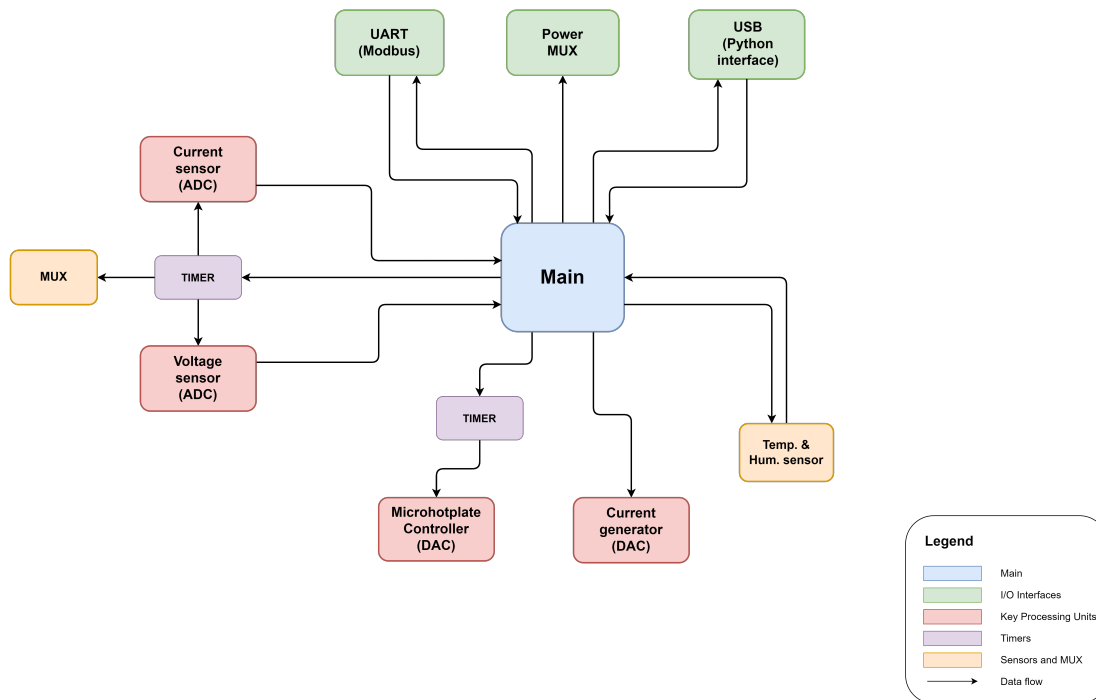 UART
(Modbus)
Power
MUX
USB
(Python
interface)
Current
sensor
(ADC)
MUX
TIMER
Main
Voltage
sensor
(ADC)
TIMER
Temp. &
Hum. sensor
Microhotplate
Controller
(DAC)
Current
generator
(DAC)
Legend
Main
I/O Interfaces
Key Processing Units
Timers
Sensors and MUX
Data flow